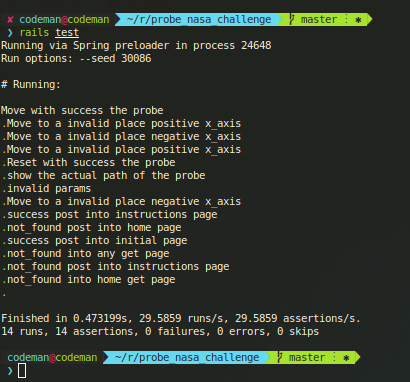 ✘ codeman@codeman ~/r/probe_nasa_challenge master ⋮ ✱
❯ rails test
Running via Spring preloader in process 24648
Run options: --seed 30086
# Running:
Move with success the probe
.Move to a invalid place positive x_axis
.Move to a invalid place negative x_axis
.Move to a invalid place positive x_axis
.Reset with success the probe
.show the actual path of the probe
.invalid params
.Move to a invalid place negative x_axis
.success post into instructions page
.not_found post into home page
.success post into initial page
.not_found into any get page
.not_found post into instructions page
.not_found into home get page
.
Finished in 0.473199s, 29.5859 runs/s, 29.5859 assertions/s.
14 runs, 14 assertions, 0 failures, 0 errors, 0 skips
codeman@codeman ~/r/probe_nasa_challenge master ⋮ ✱
❯